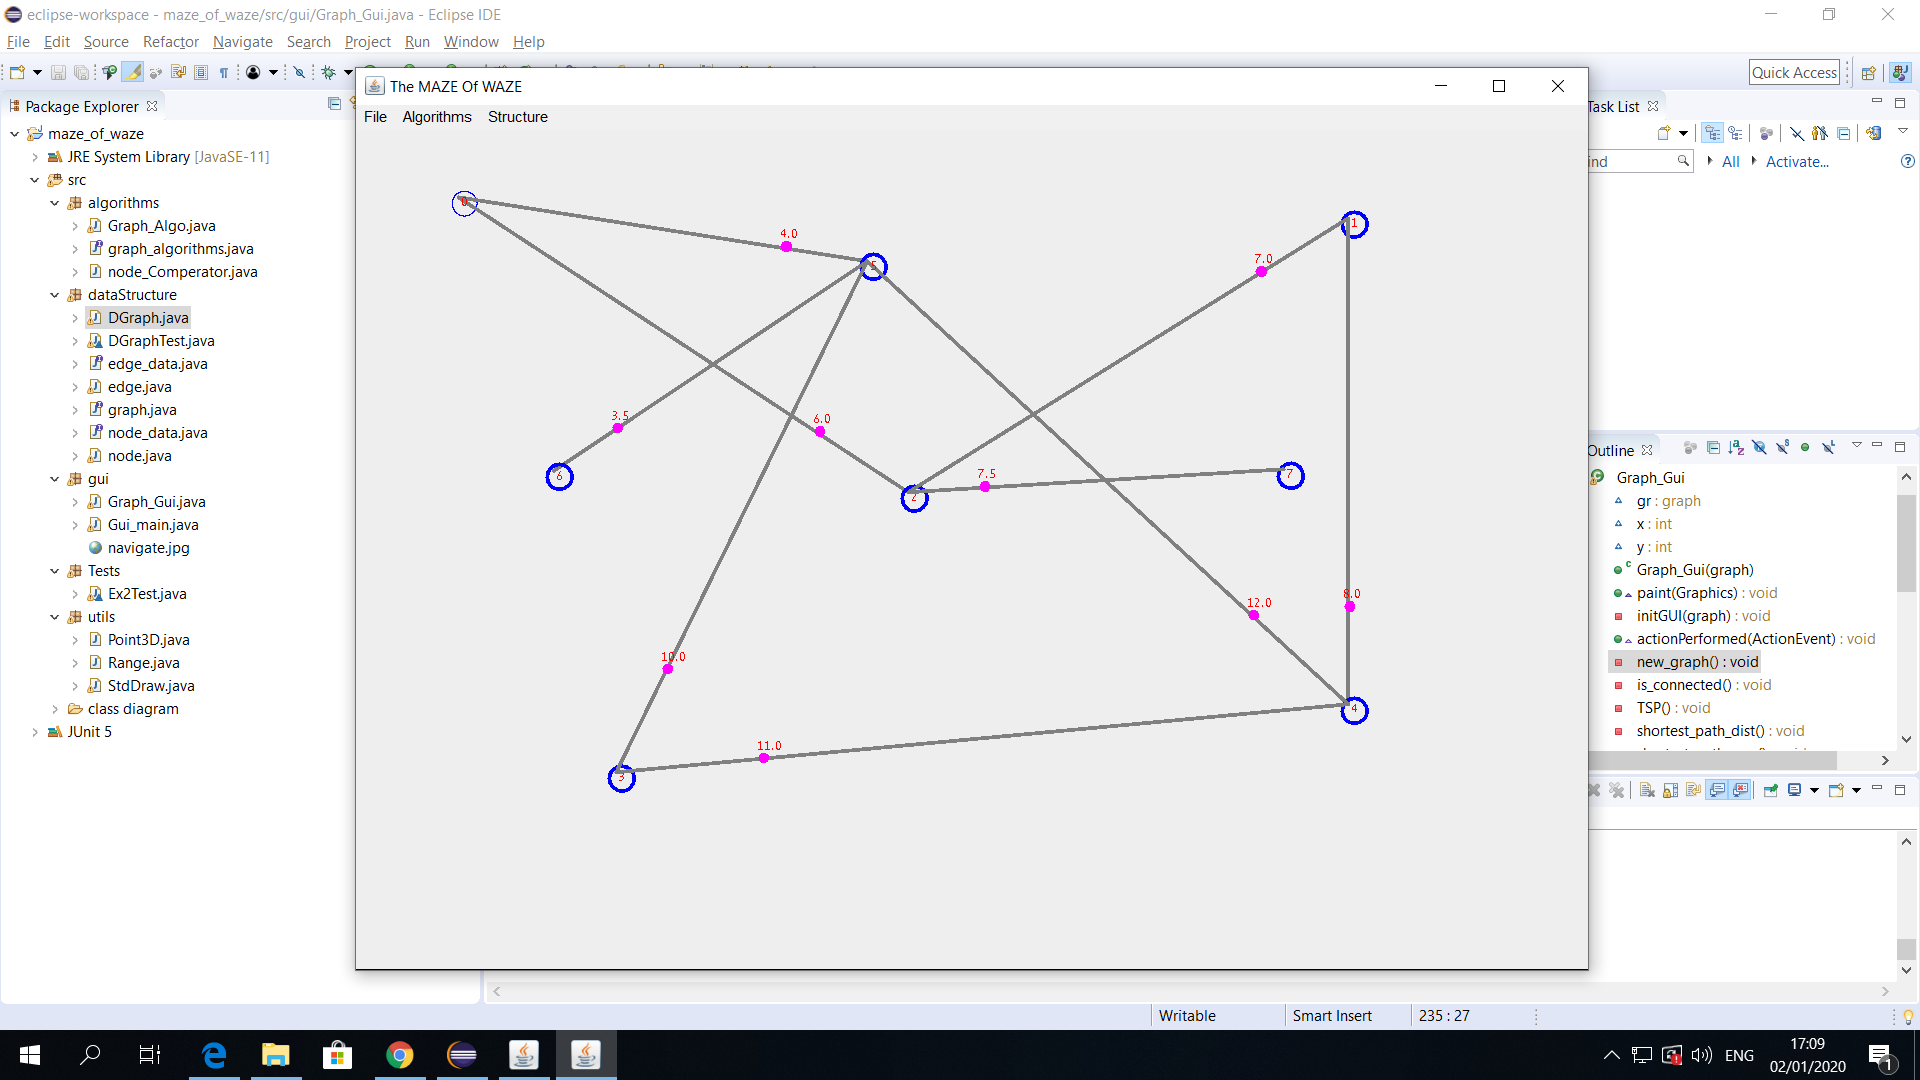 eclipse-workspace - maze_of_waze/src/gui/Graph_Gui.java - Eclipse IDE
File Edit Source Refactor Navigate Search Project Run Window Help
Quick Access
Package Explorer
maze_of_waze
JRE System Library [JavaSE-11]
src
algorithms
Graph_Algo.java
graph_algorithms.java
node_Comperator.java
dataStructure
DGraph.java
DGraphTest.java
edge_data.java
edge.java
graph.java
node_data.java
node.java
gui
Graph_Gui.java
Gui_main.java
navigate.jpg
Tests
Ex2Test.java
utils
Point3D.java
Range.java
StdDraw.java
class diagram
JUnit 5
The MAZE Of WAZE
File Algorithms Structure
0
1
4.0
5
7.0
3.5
6.0
6
7.5
7
2
12.0
8.0
10.0
4
11.0
3
Task List
ind
All
Activate...
Outline
Graph_Gui
gr : graph
x : int
y : int
Graph_Gui(graph)
paint(Graphics) : void
initGUI(graph) : void
actionPerformed(ActionEvent) : void
new_graph() : void
is_connected() : void
TSP() : void
shortest_path_dist() : void
Writable
Smart Insert
235 : 27
ENG
17:09
02/01/2020
1